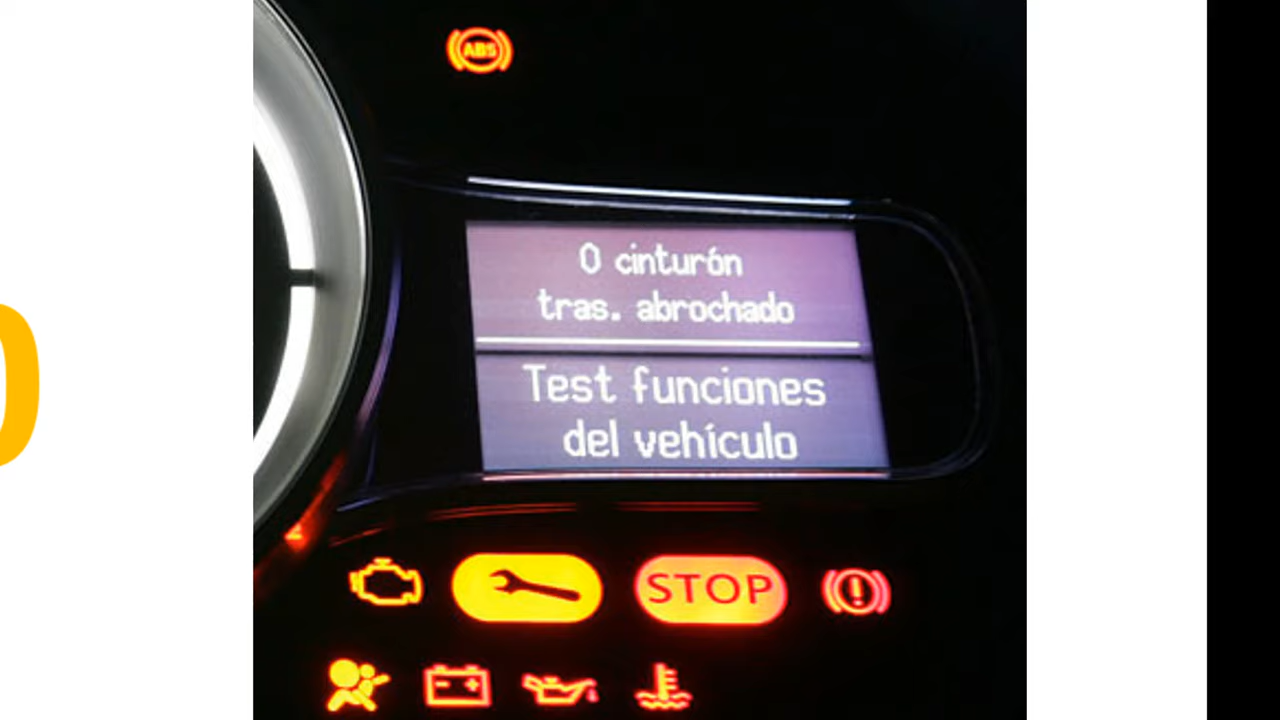 ABS
0 cinturón
tras. abrochado
Test funciones
del vehículo
STOP